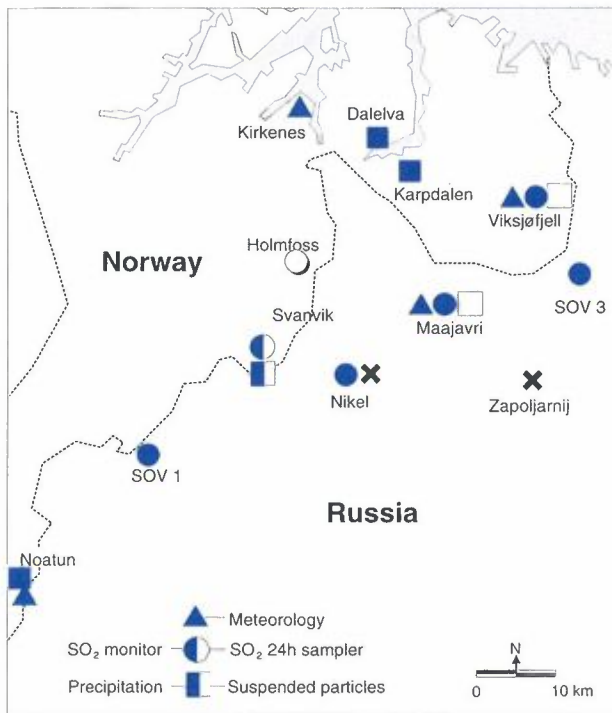 Dalelva
Kirkenes
Karpdalen
Viksjøfjell
Holmfoss
Norway
SOV 3
Svanvik
Maajavri
Nikel
Zapoljarnij
SOV 1
Russia
Noatun
Meteorology
SO₂ monitor
SO₂ 24h sampler
Precipitation
Suspended particles
N
0 10 km